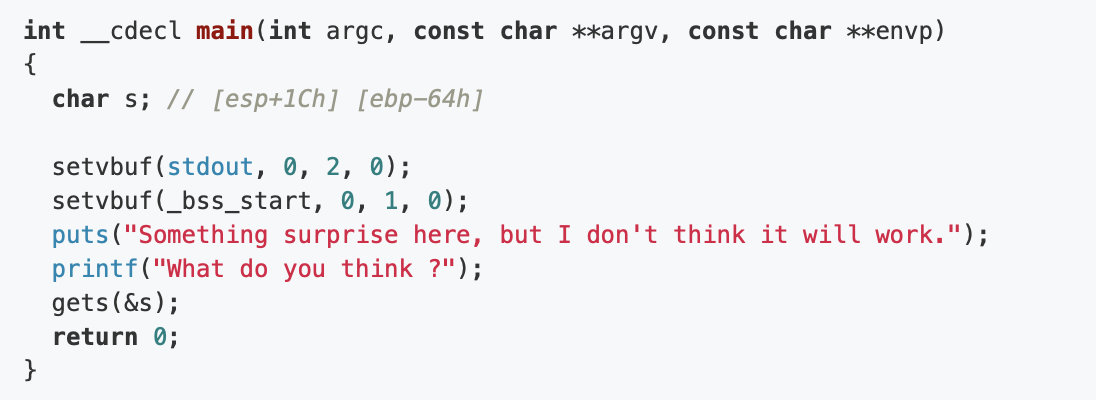 int __cdecl main(int argc, const char **argv, const char **envp)
{
  char s; // [esp+1Ch] [ebp-64h]

  setvbuf(stdout, 0, 2, 0);
  setvbuf(_bss_start, 0, 1, 0);
  puts("Something surprise here, but I don't think it will work.");
  printf("What do you think ?");
  gets(&s);
  return 0;
}